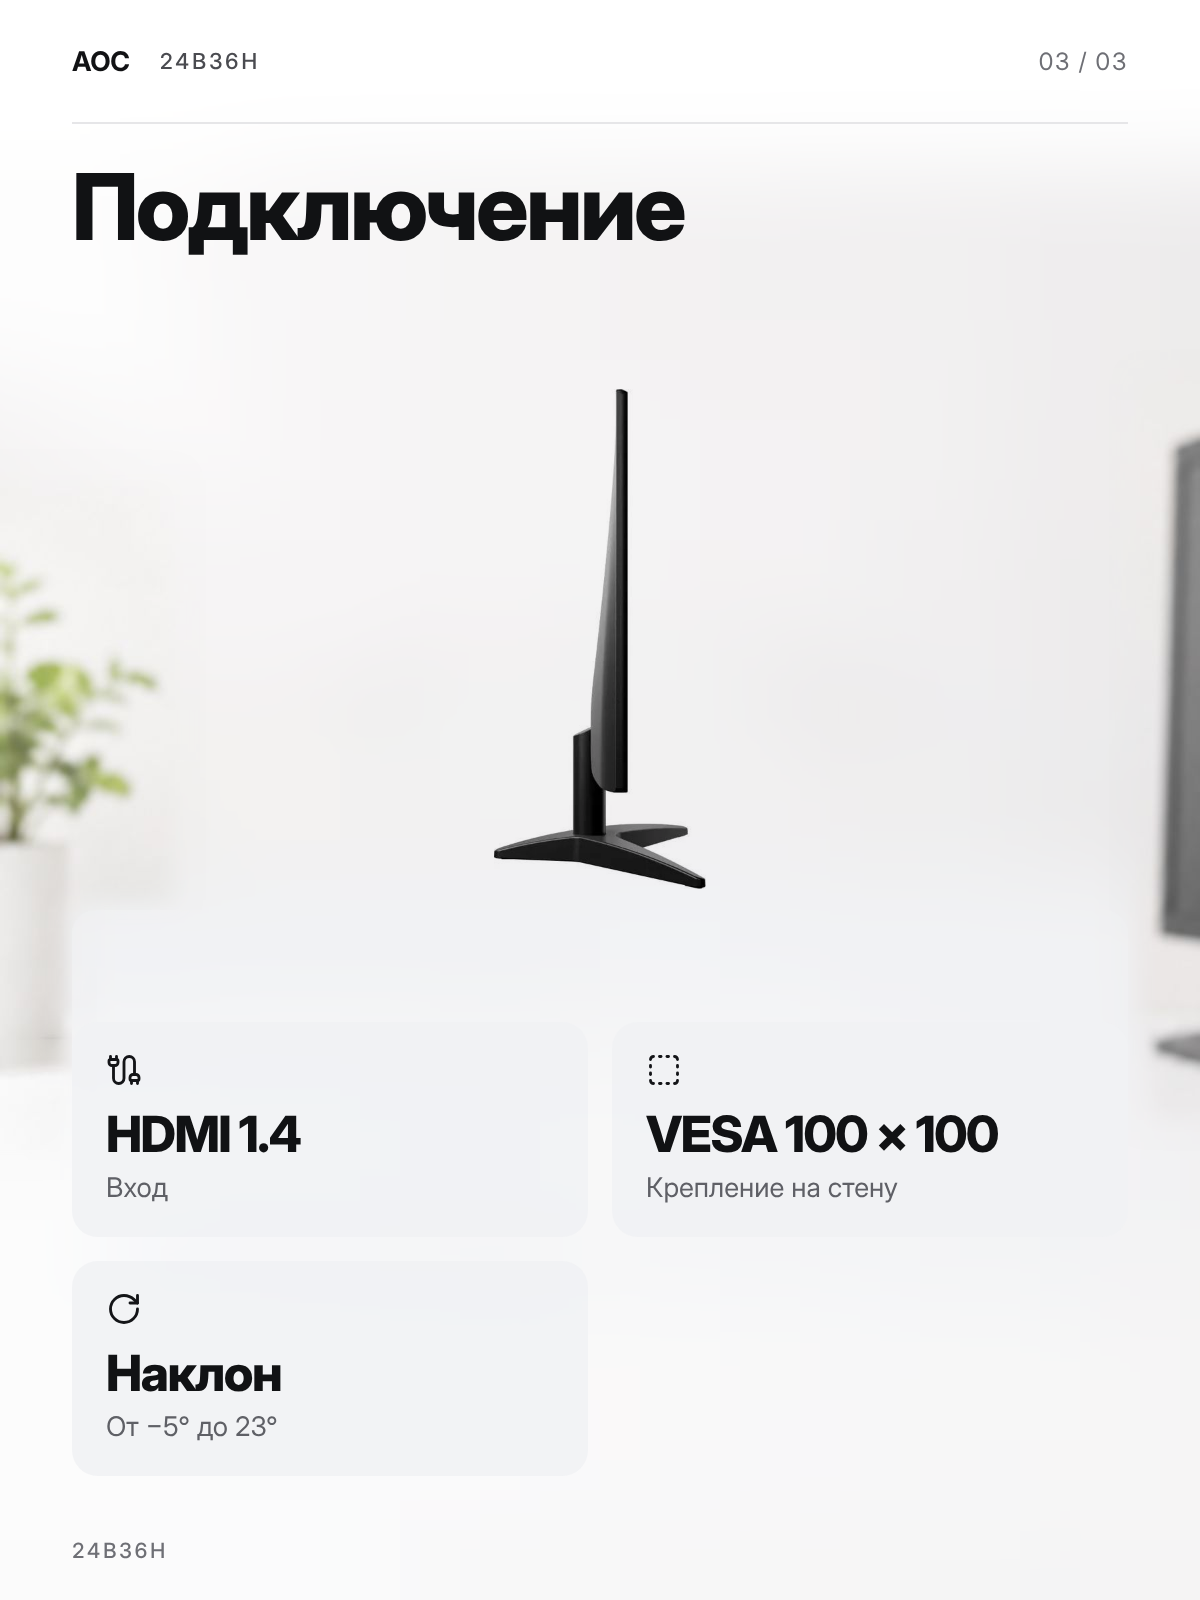 AOC 24B36H 03 / 03
Подключение
HDMI 1.4
Вход
VESA 100 × 100
Крепление на стену
Наклон
От −5° до 23°
24B36H